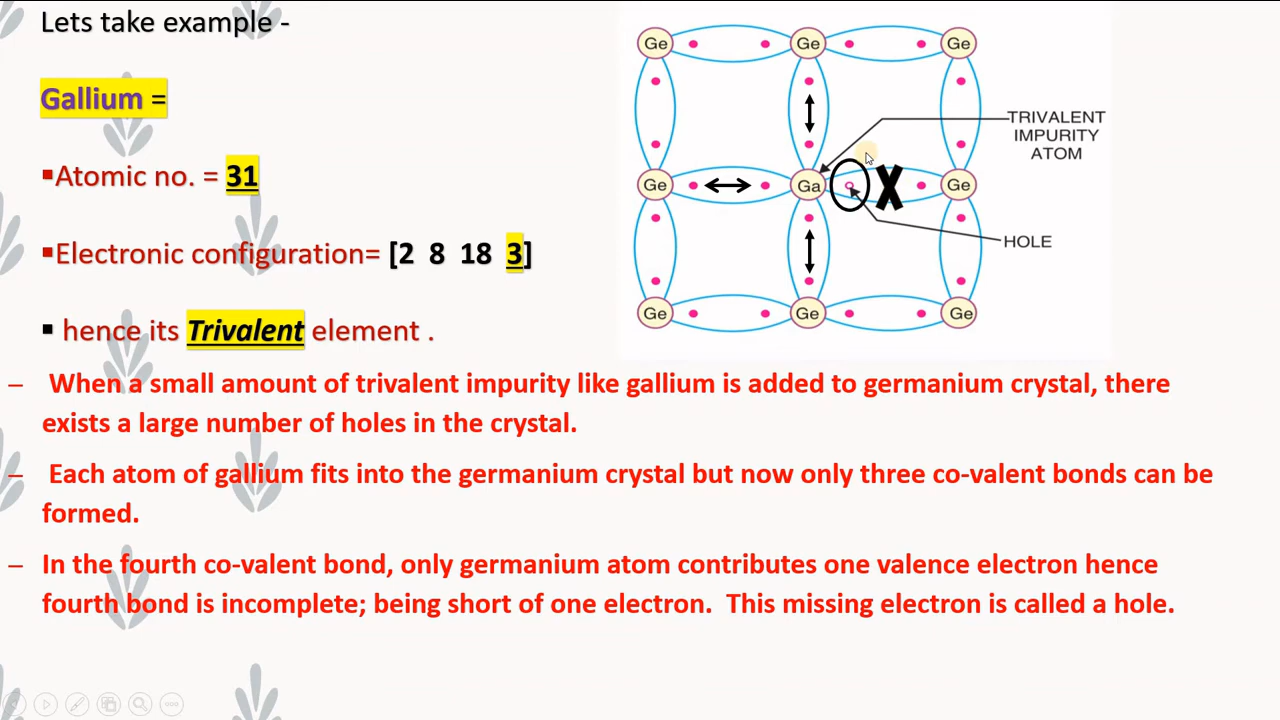 Lets take example -
Gallium =
▪Atomic no. = 31
▪Electronic configuration= [2 8 18 3]
▪ hence its Trivalent element .
– When a small amount of trivalent impurity like gallium is added to germanium crystal, there
exists a large number of holes in the crystal.
– Each atom of gallium fits into the germanium crystal but now only three co-valent bonds can be
formed.
– In the fourth co-valent bond, only germanium atom contributes one valence electron hence
fourth bond is incomplete; being short of one electron. This missing electron is called a hole.
Ge Ge Ge
TRIVALENT
IMPURITY
ATOM
Ge Ga X Ge
HOLE
Ge Ge Ge